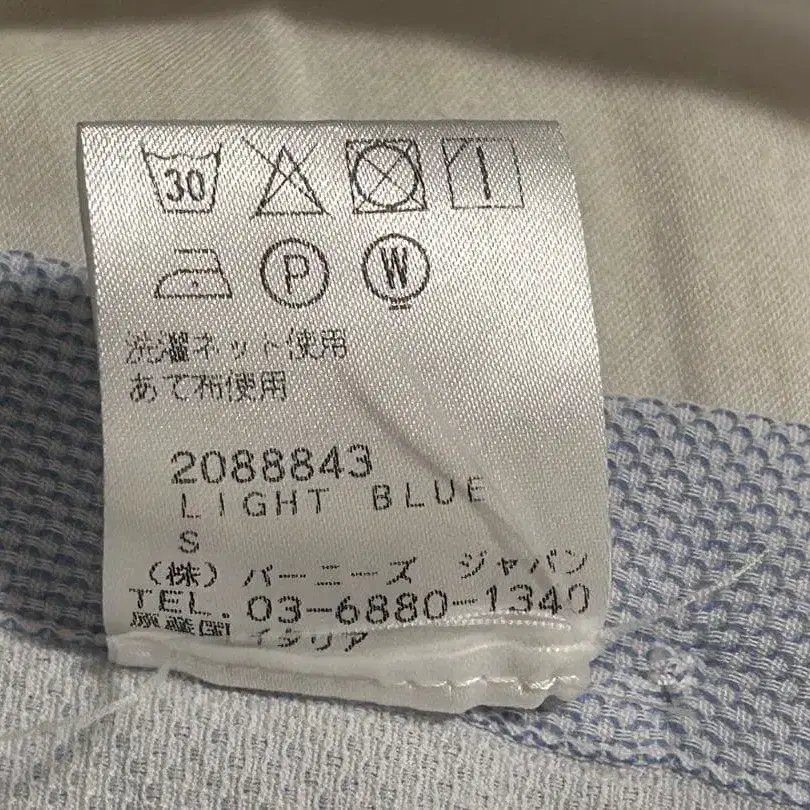 30
P W
洗濯ネット使用
あて布使用
2088843
LIGHT BLUE
S
(株) バーニーズ ジャパン
TEL. 03-6880-1340
原産国 イタリア